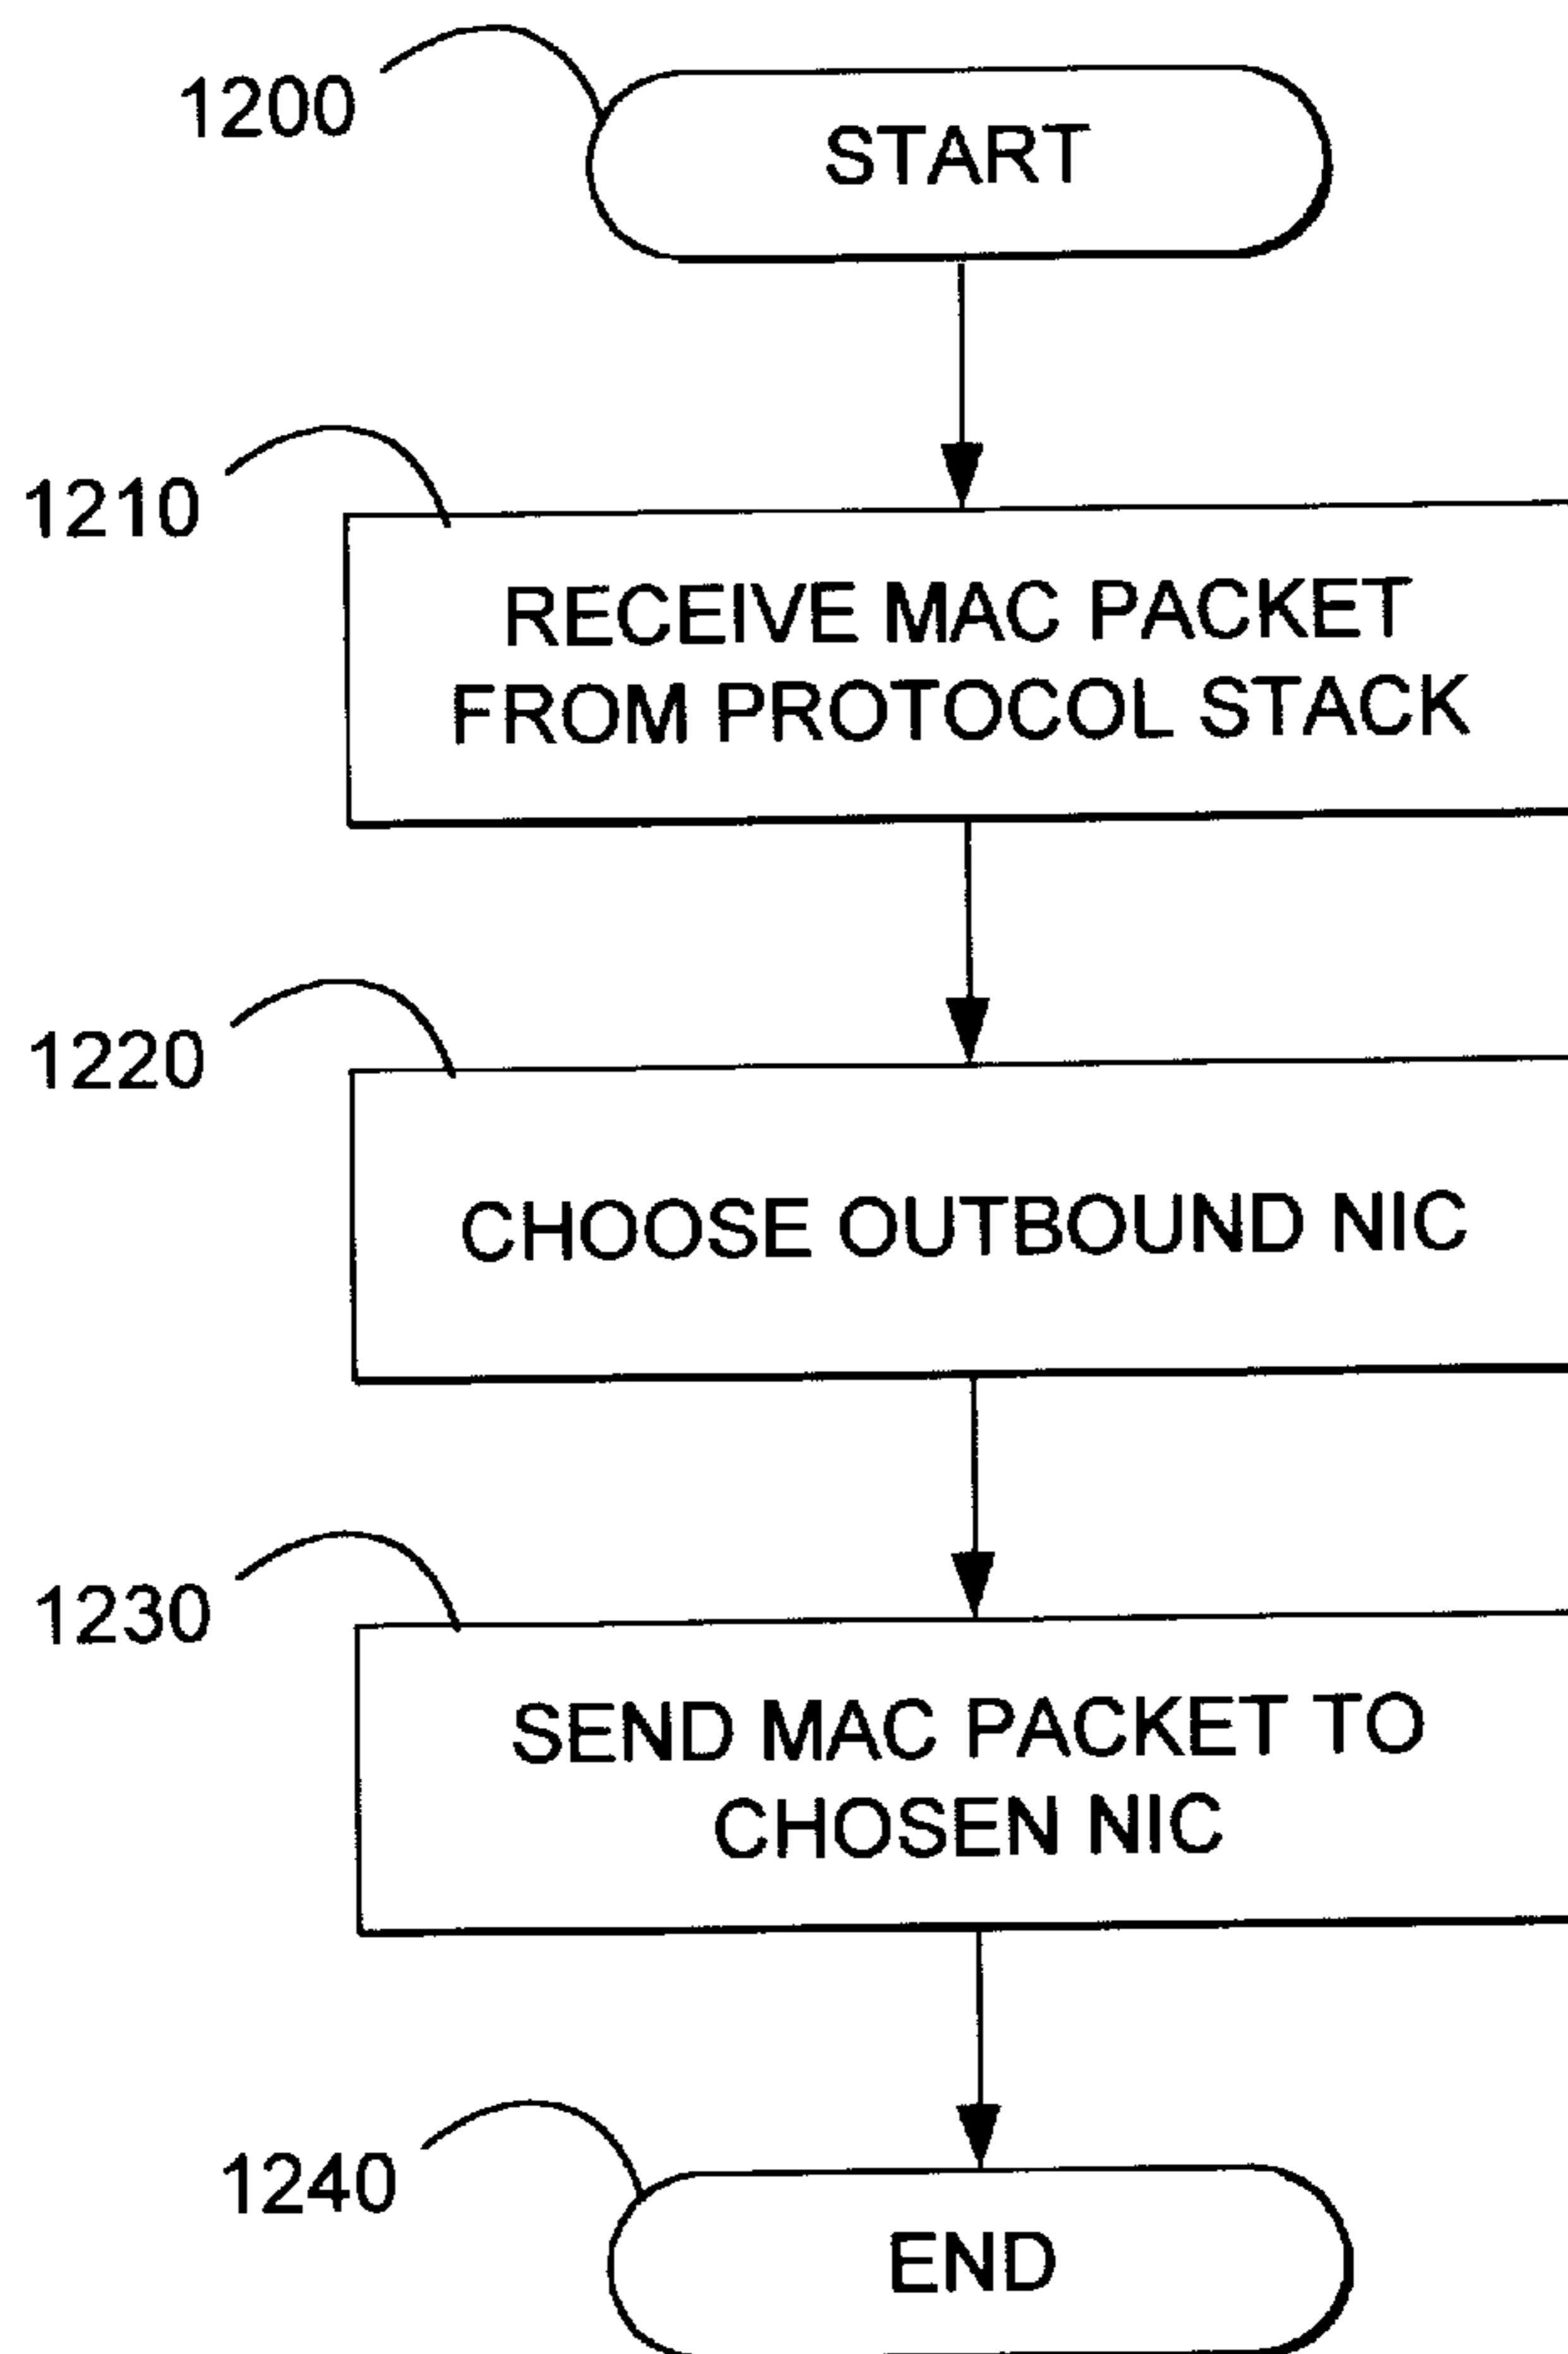 1200
START
1210
RECEIVE MAC PACKET
FROM PROTOCOL STACK
1220
CHOOSE OUTBOUND NIC
1230
SEND MAC PACKET TO
CHOSEN NIC
1240
END